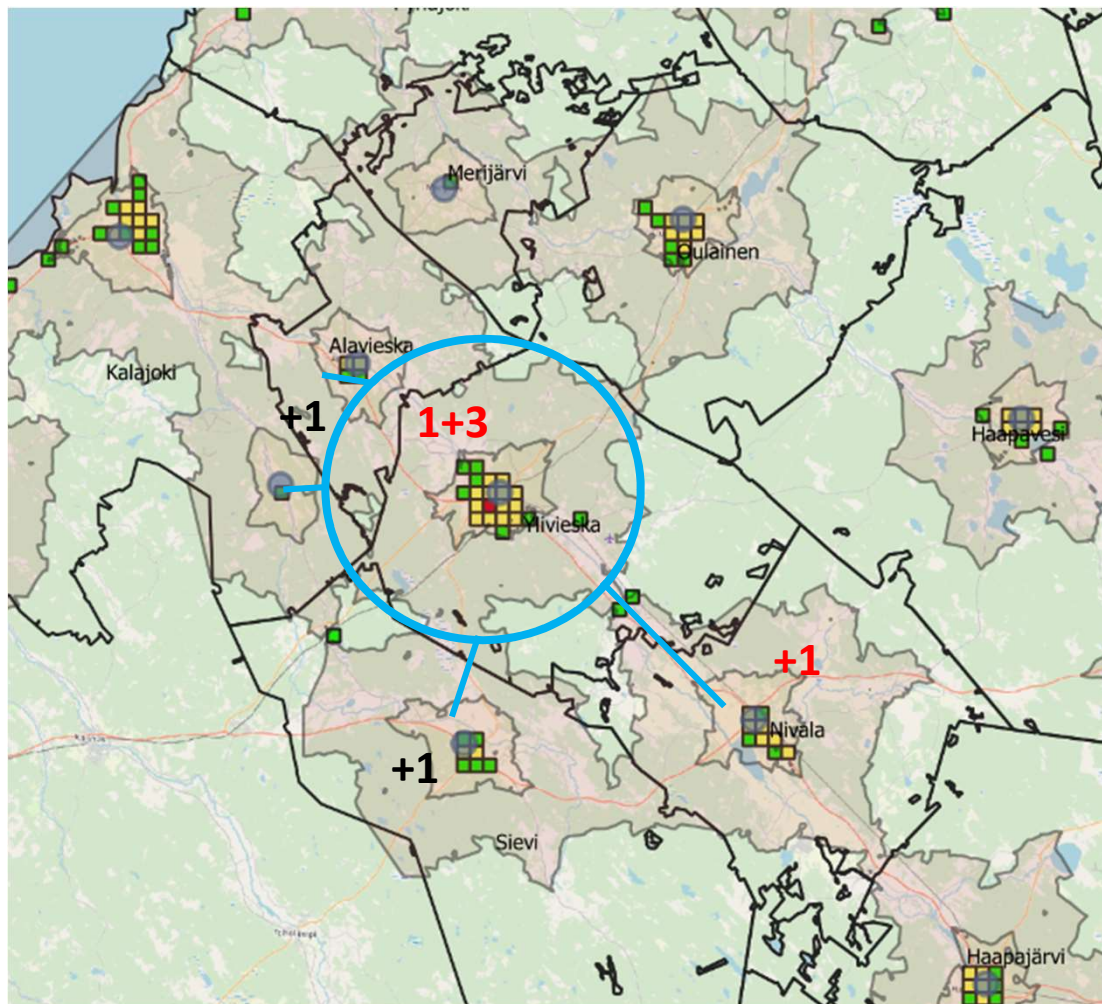 Merijärvi
Oulainen
Alavieska
Kalajoki
+1
1+3
Haapavesi
Ylivieska
+1
Nivala
+1
Sievi
Haapajärvi